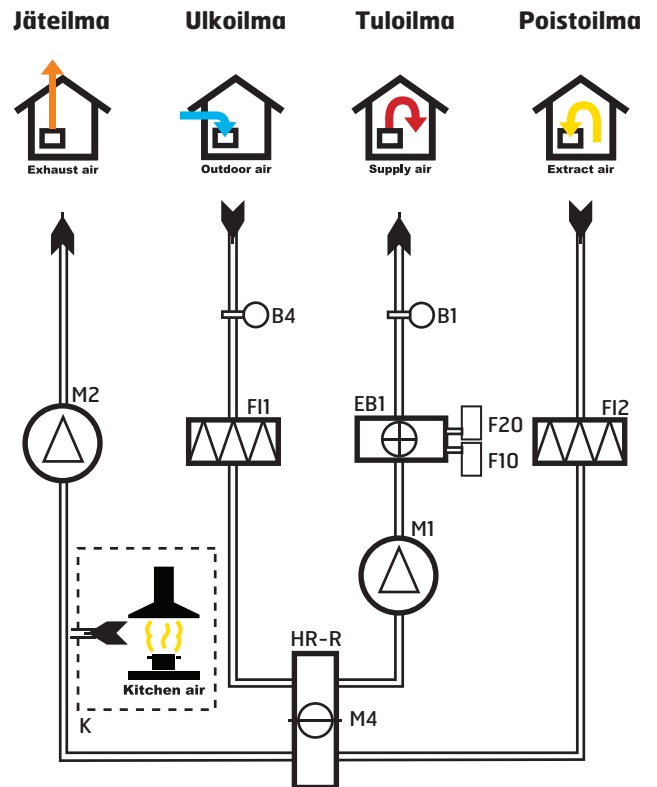 Jäteilma Ulkoilma Tuloilma Poistoilma
Exhaust air Outdoor air Supply air Extract air
B4 B1
M2 FI1 EB1 F20 FI2
F10
M1
HR-R
Kitchen air
K M4